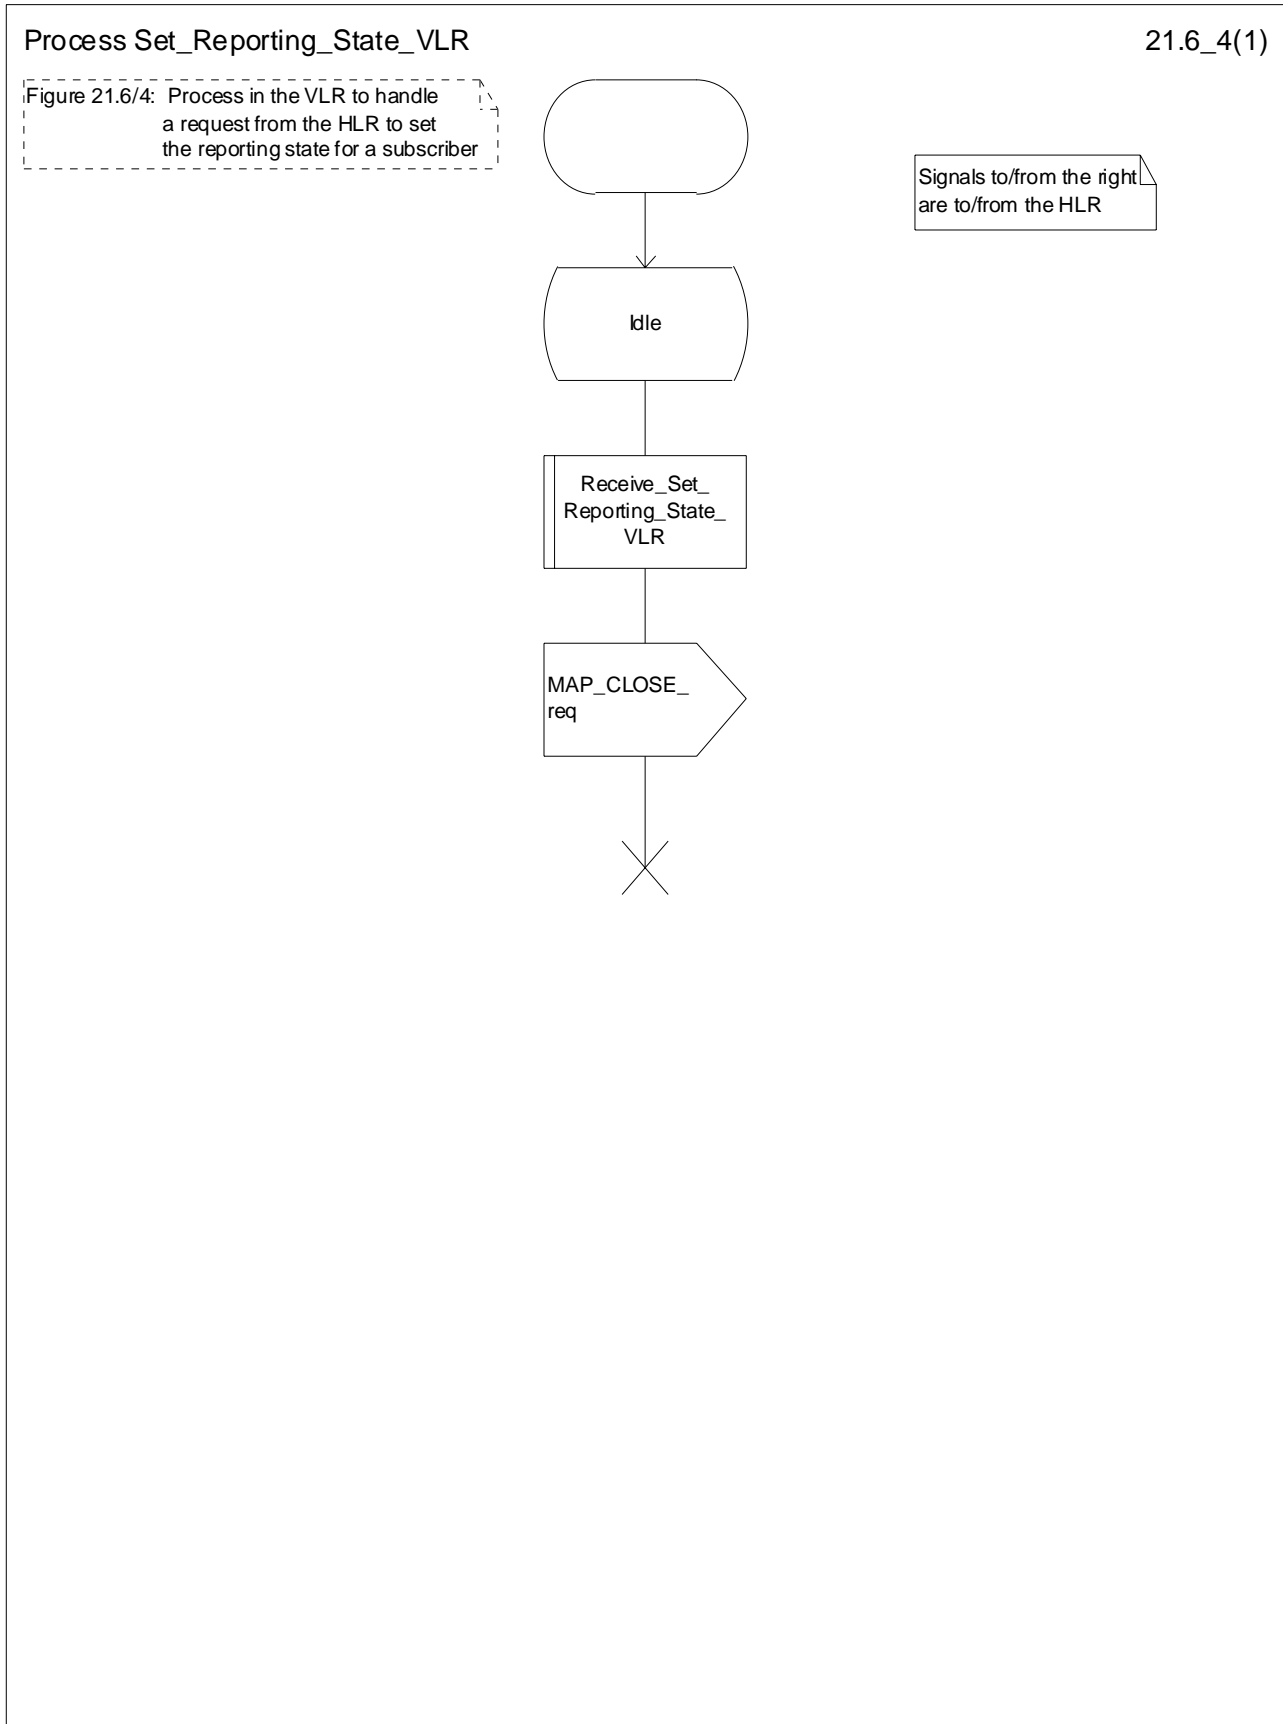 Process Set_Reporting_State_VLR
21.6_4(1)
Figure 21.6/4: Process in the VLR to handle
a request from the HLR to set
the reporting state for a subscriber
Signals to/from the right
are to/from the HLR
Idle
Receive_Set_
Reporting_State_
VLR
MAP_CLOSE_
req